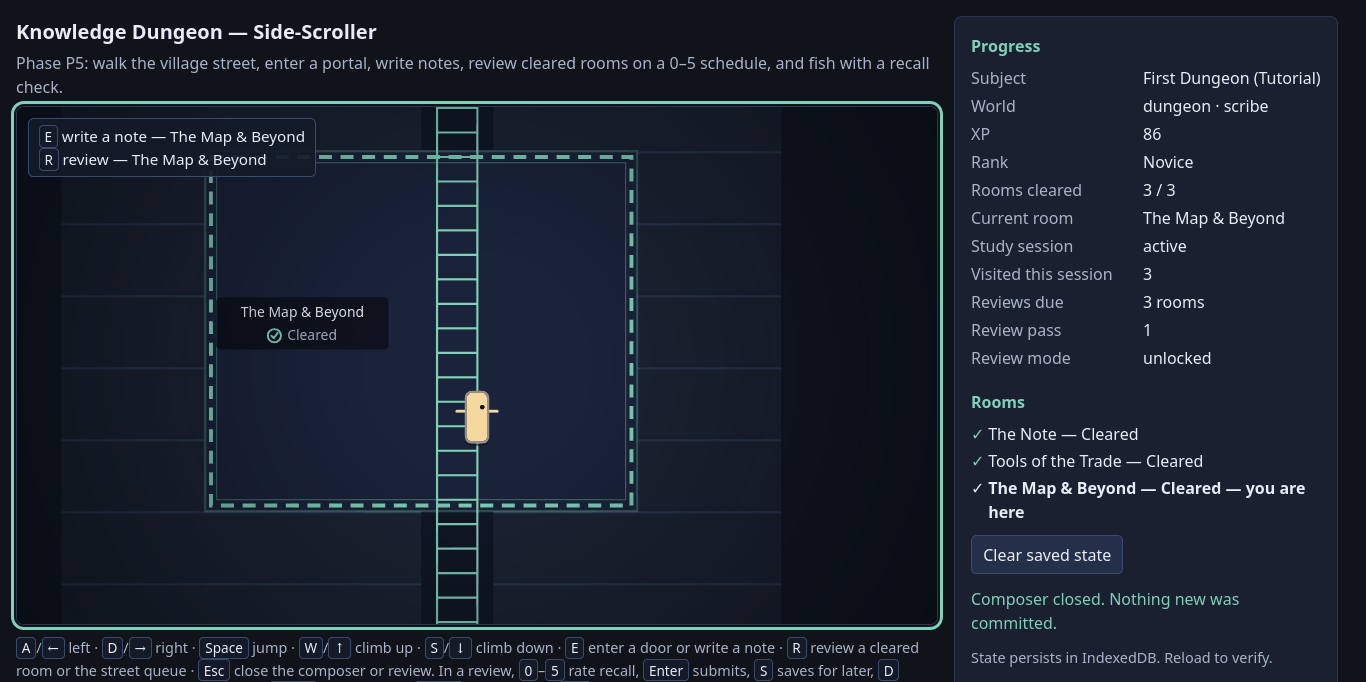 Knowledge Dungeon — Side-Scroller
Phase P5: walk the village street, enter a portal, write notes, review cleared rooms on a 0–5 schedule, and fish with a recall
check.
E write a note — The Map & Beyond
R review — The Map & Beyond
The Map & Beyond
Cleared
A/← left · D/→ right · Space jump · W/↑ climb up · S/↓ climb down · E enter a door or write a note · R review a cleared
room or the street queue · Esc close the composer or review. In a review, 0–5 rate recall, Enter submits, S saves for later, D
Progress
Subject First Dungeon (Tutorial)
World dungeon · scribe
XP 86
Rank Novice
Rooms cleared 3 / 3
Current room The Map & Beyond
Study session active
Visited this session 3
Reviews due 3 rooms
Review pass 1
Review mode unlocked
Rooms
✓ The Note — Cleared
✓ Tools of the Trade — Cleared
✓ The Map & Beyond — Cleared — you are
here
Clear saved state
Composer closed. Nothing new was
committed.
State persists in IndexedDB. Reload to verify.